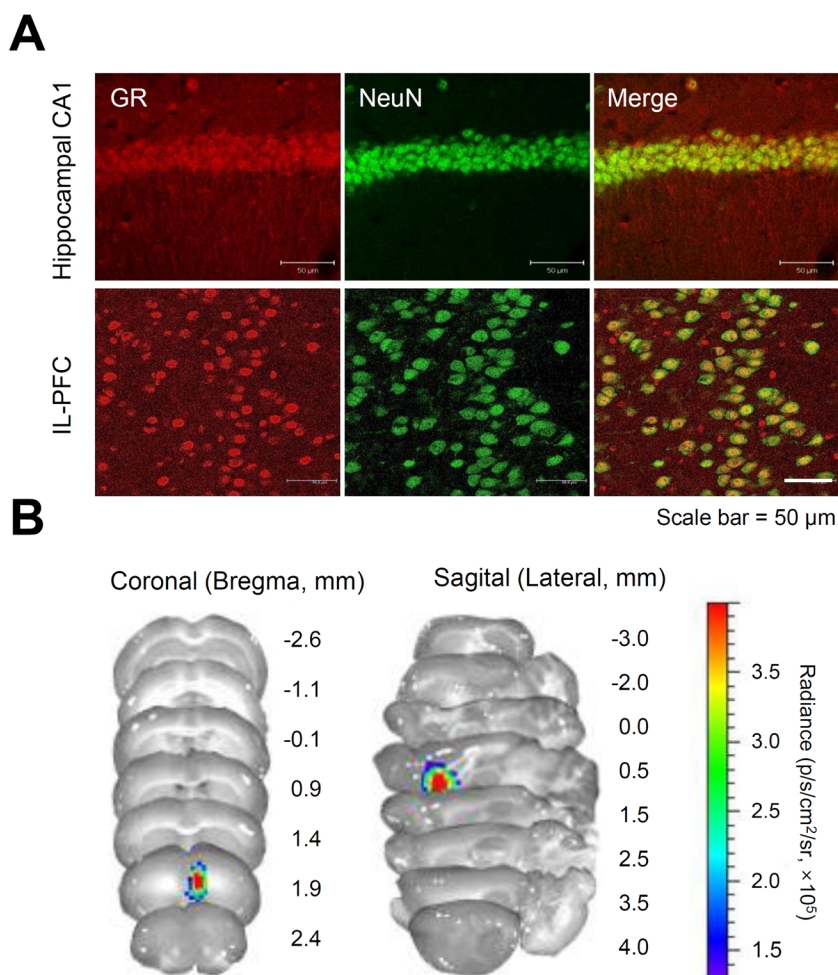 A
Hippocampal CA1
GR
NeuN
Merge
50 μm
50 μm
50 μm
IL-PFC
Scale bar = 50 μm
B
Coronal (Bregma, mm)
Sagital (Lateral, mm)
-2.6
-1.1
-0.1
0.9
1.4
1.9
2.4
-3.0
-2.0
0.0
0.5
1.5
2.5
3.5
4.0
3.5
3.0
2.5
2.0
1.5
Radiance (p/s/cm²/sr, ×10⁵)